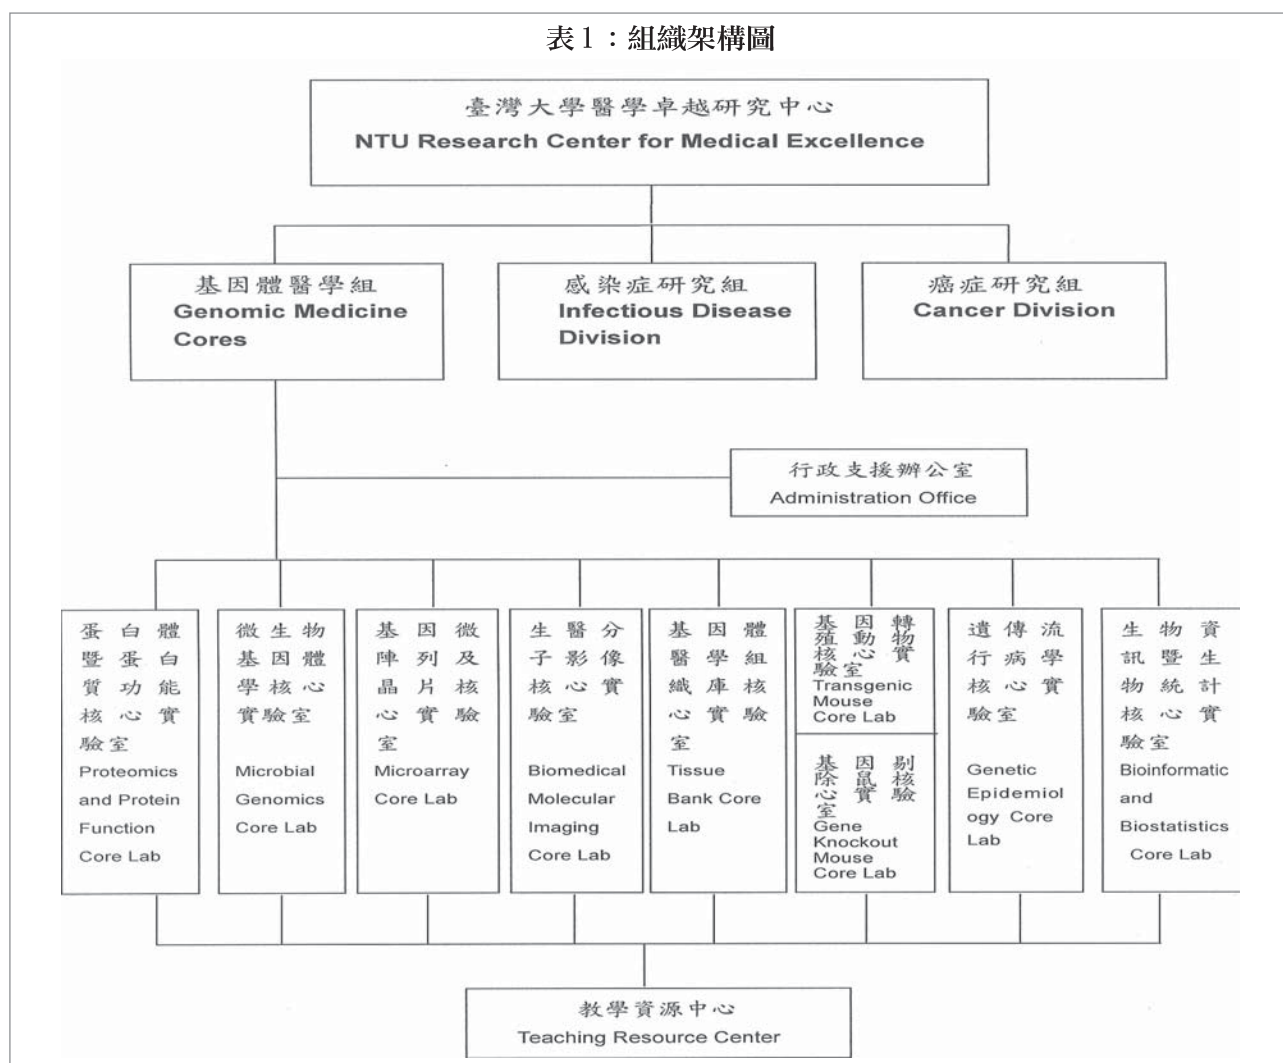 表1：組織架構圖
臺灣大學醫學卓越研究中心
NTU Research Center for Medical Excellence
基因體醫學組
Genomic Medicine
Cores
感染症研究組
Infectious Disease
Division
癌症研究組
Cancer Division
行政支援辦公室
Administration Office
蛋白體
暨蛋白
質功能
核心實
驗室
Proteomics
and Protein
Function
Core Lab
微生物
基因體
學核心
實驗室
Microbial
Genomics
Core Lab
基因微
陣列及
晶片核
心實驗
室
Microarray
Core Lab
生醫分
子影像
核心實
驗室
Biomedical
Molecular
Imaging
Core Lab
基因體
醫學組
織庫核
心實驗
室
Tissue
Bank Core
Lab
基因轉
殖動物
核心實
驗室
Transgenic
Mouse
Core Lab
基因剔
除鼠核
心實驗
室
Gene
Knockout
Mouse
Core Lab
遺傳流
行病學
核心實
驗室
Genetic
Epidemiol
ogy Core
Lab
生物資
訊暨生
物統計
核心實
驗室
Bioinformatic
and
Biostatistics
Core Lab
教學資源中心
Teaching Resource Center